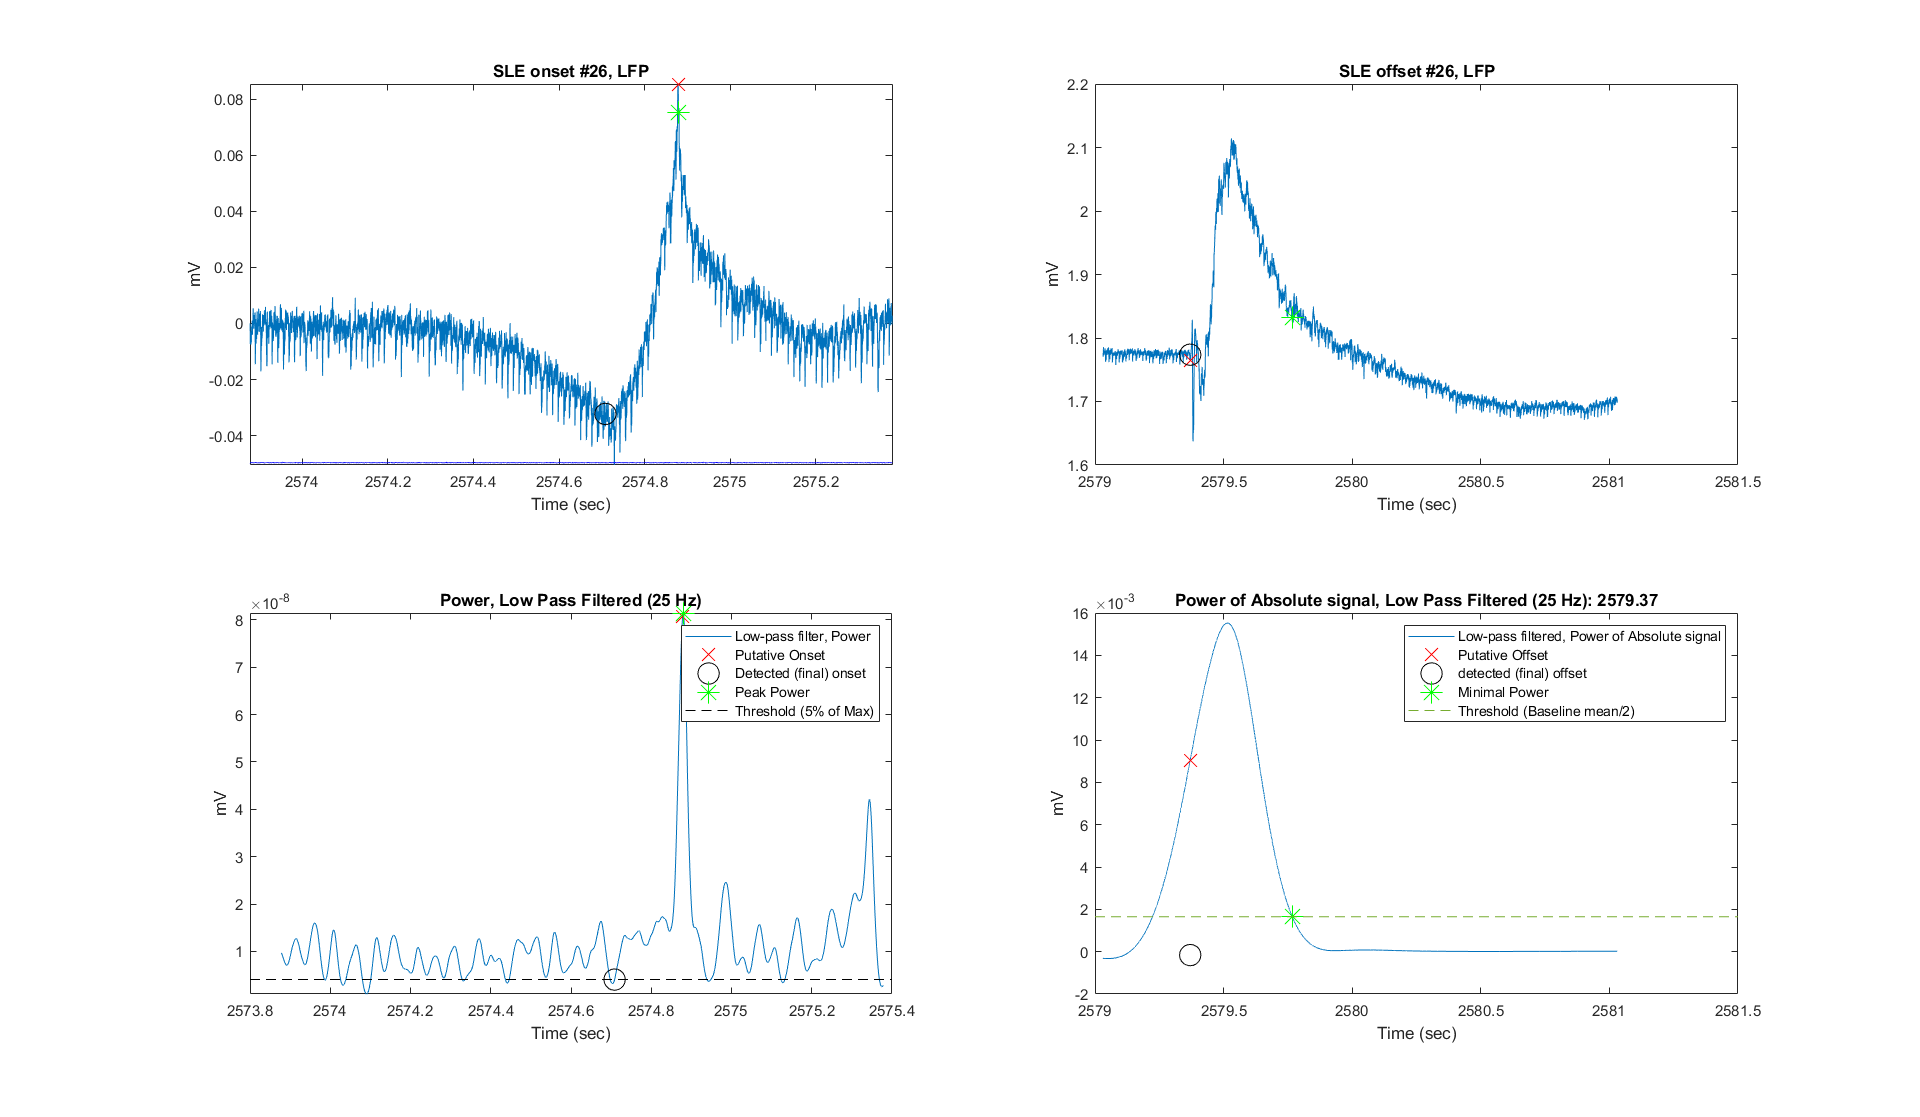 SLE onset #26, LFP
0.08
0.06
0.04
0.02
0
-0.02
-0.04
mV
2574 2574.2 2574.4 2574.6 2574.8 2575 2575.2
Time (sec)
SLE offset #26, LFP
2.2
2.1
2
1.9
1.8
1.7
1.6
mV
2579 2579.5 2580 2580.5 2581 2581.5
Time (sec)
Power, Low Pass Filtered (25 Hz)
×10-8
8
7
6
5
4
3
2
1
mV
Low-pass filter, Power
Putative Onset
Detected (final) onset
Peak Power
Threshold (5% of Max)
2573.8 2574 2574.2 2574.4 2574.6 2574.8 2575 2575.2 2575.4
Time (sec)
Power of Absolute signal, Low Pass Filtered (25 Hz): 2579.37
×10-3
16
14
12
10
8
6
4
2
0
-2
mV
Low-pass filtered, Power of Absolute signal
Putative Offset
detected (final) offset
Minimal Power
Threshold (Baseline mean/2)
2579 2579.5 2580 2580.5 2581 2581.5
Time (sec)